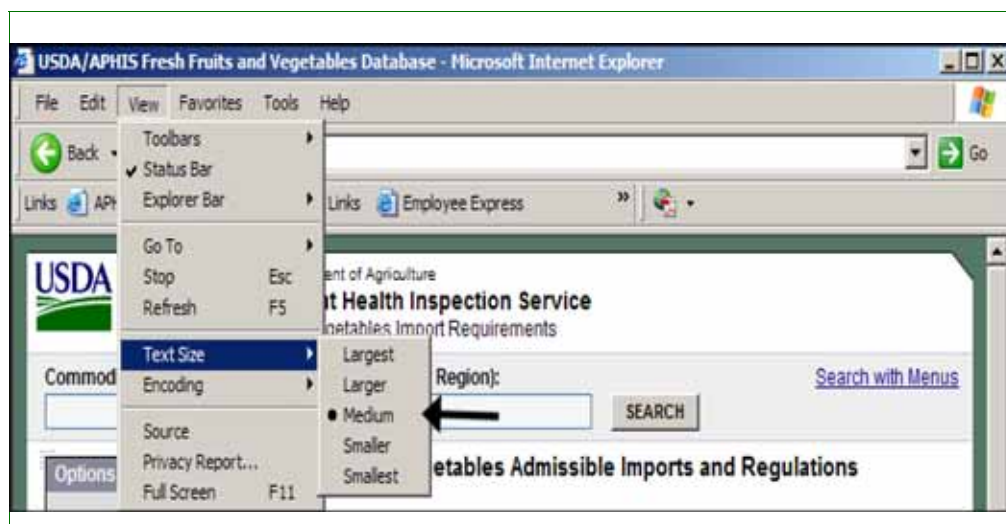 USDA/APHIS Fresh Fruits and Vegetables Database - Microsoft Internet Explorer
File Edit View Favorites Tools Help
Back
Go
Links
Links Employee Express »
Toolbars
Status Bar
Explorer Bar
Go To
Stop Esc
Refresh F5
Text Size
Encoding
Source
Privacy Report...
Full Screen F11
Largest
Larger
Medium
Smaller
Smallest
USDA
ent of Agriculture
t Health Inspection Service
getables Import Requirements
Commod
Region):
Search with Menus
SEARCH
Options
etables Admissible Imports and Regulations